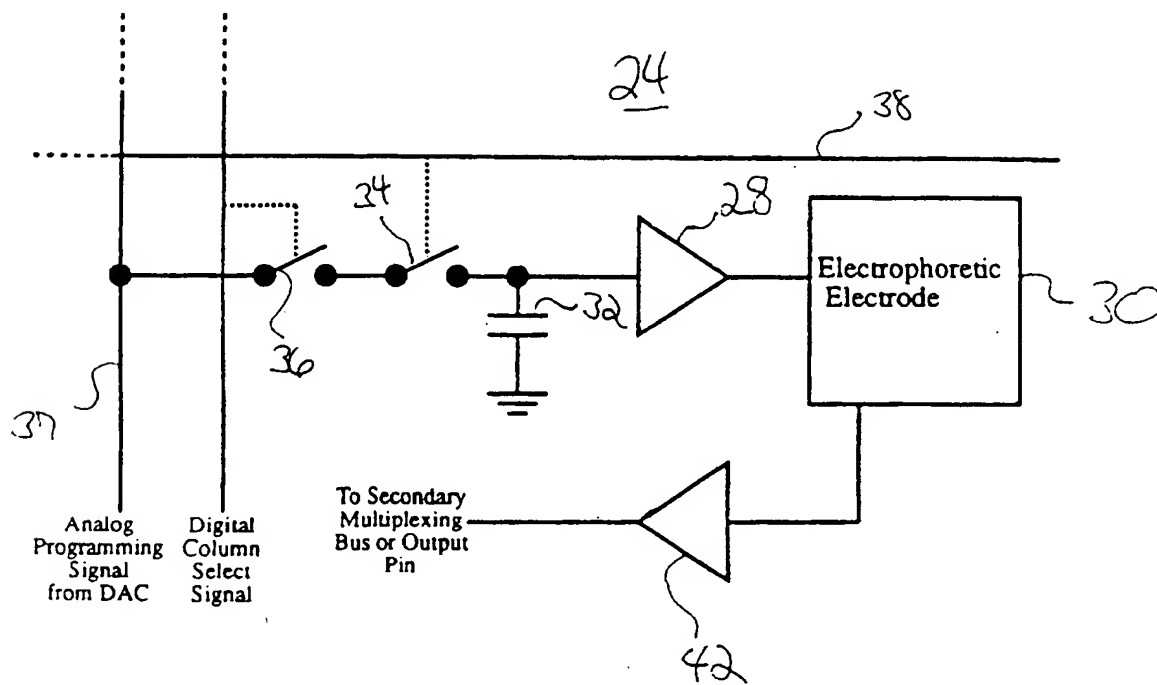 24
38
34
28
Electrophoretic
Electrode
30
32
36
37
To Secondary
Multiplexing
Bus or Output
Pin
Analog
Programming
Signal
from DAC
Digital
Column
Select
Signal
42